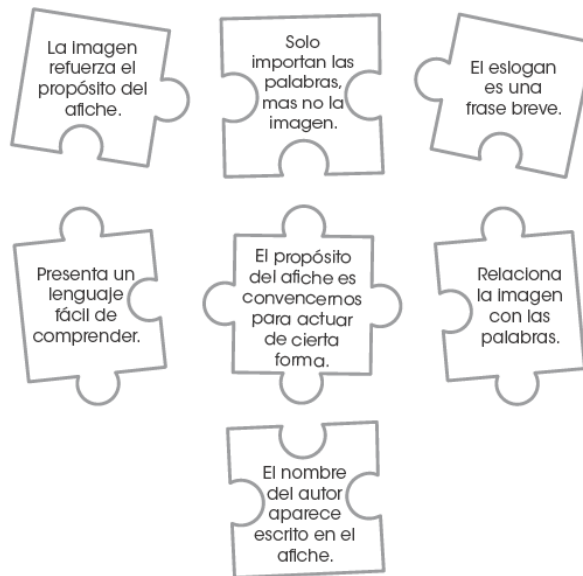 La imagen
refuerza el
propósito del
afiche.
Solo
importan las
palabras,
mas no la
imagen.
El eslogan
es una
frase breve.
Presenta un
lenguaje
fácil de
comprender.
El propósito
del afiche es
convencernos
para actuar
de cierta
forma.
Relaciona
la imagen
con las
palabras.
El nombre
del autor
aparece
escrito en el
afiche.